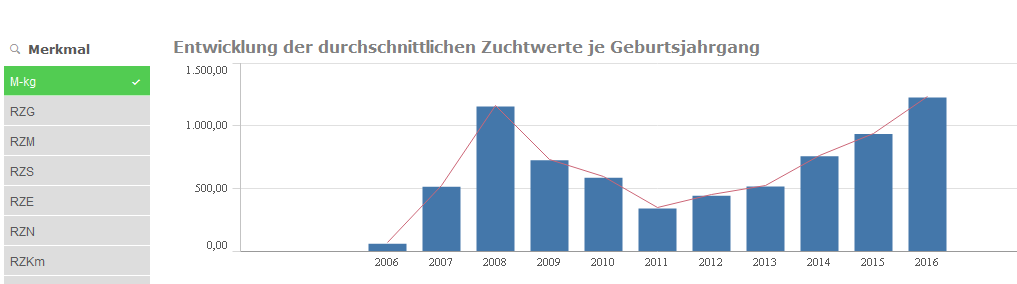 Merkmal
M-kg
RZG
RZM
RZS
RZE
RZN
RZKm
Entwicklung der durchschnittlichen Zuchtwerte je Geburtsjahrgang
1.500,00
1.000,00
500,00
0,00
2006 2007 2008 2009 2010 2011 2012 2013 2014 2015 2016